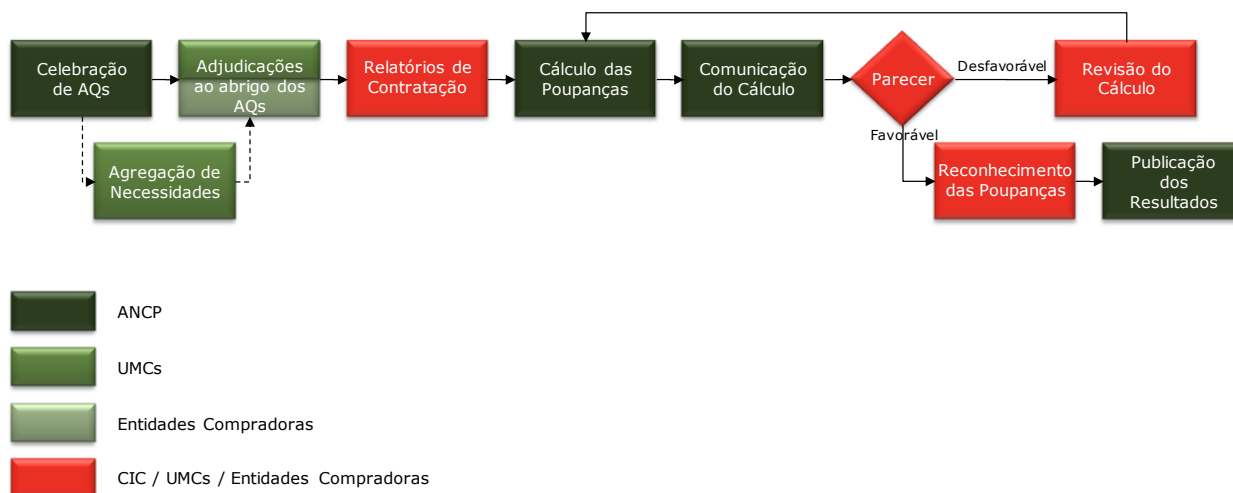 Celebração
de AQs
Adjudicações
ao abrigo dos
AQs
Relatórios de
Contratação
Cálculo das
Poupanças
Comunicação
do Cálculo
Parecer
Desfavorável
Revisão do
Cálculo
Favorável
Agregação de
Necessidades
Reconhecimento
das Poupanças
Publicação
dos
Resultados
ANCP
UMCs
Entidades Compradoras
CIC / UMCs / Entidades Compradoras